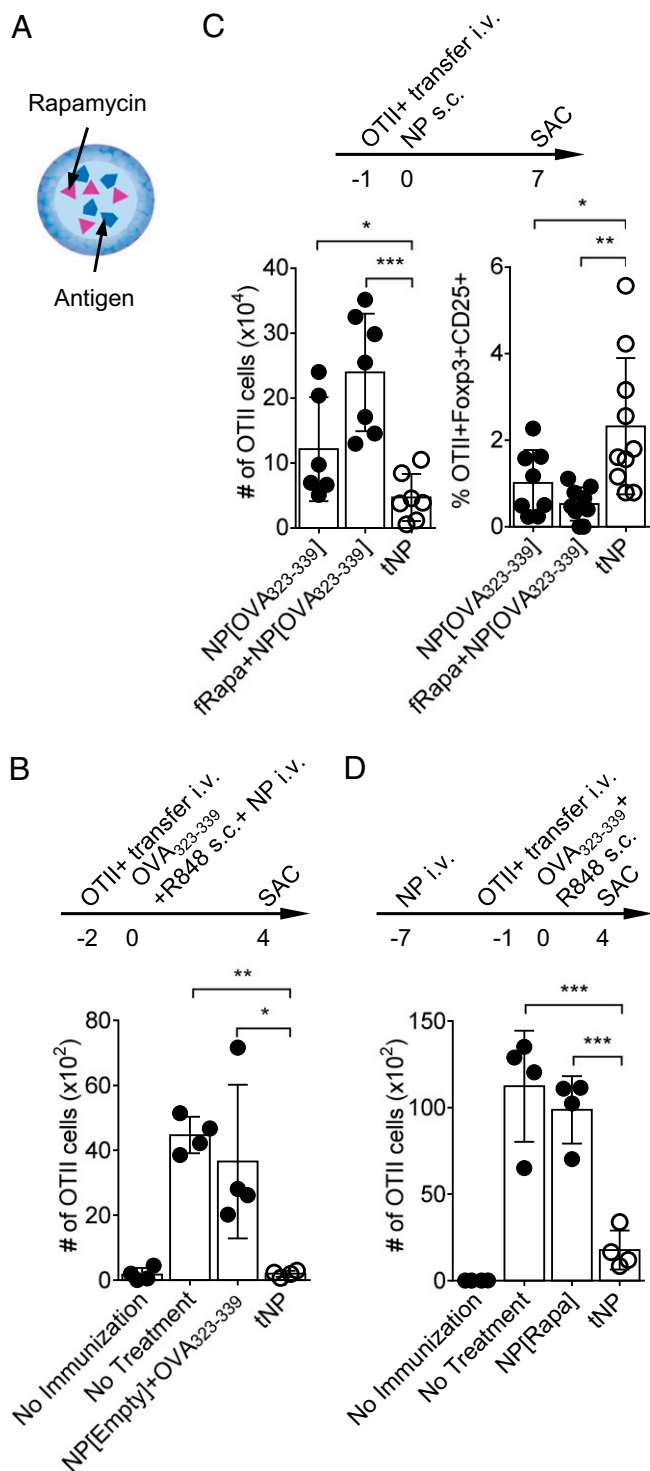 A
Rapamycin
Antigen
C
OTII+ transfer i.v.
NP s.c.
SAC
-1 0 7
# of OTII cells (x10⁴)
40
30
20
10
0
*
***
NP[OVA₃₂₃₋₃₃₉]
fRapa+NP[OVA₃₂₃₋₃₃₉]
tNP
% OTII+Foxp3+CD25+
6
4
2
0
*
**
NP[OVA₃₂₃₋₃₃₉]
fRapa+NP[OVA₃₂₃₋₃₃₉]
tNP
B
OTII+ transfer i.v.
OVA₃₂₃₋₃₃₉
+R848 s.c.+ NP i.v.
SAC
-2 0 4
# of OTII cells (x10²)
80
60
40
20
0
**
*
No Immunization
No Treatment
NP[Empty]+OVA₃₂₃₋₃₃₉
tNP
D
NP i.v.
OTII+ transfer i.v.
OVA₃₂₃₋₃₃₉+
R848 s.c.
SAC
-7 -1 0 4
# of OTII cells (x10²)
150
100
50
0
***
***
No Immunization
No Treatment
NP[Rapa]
tNP